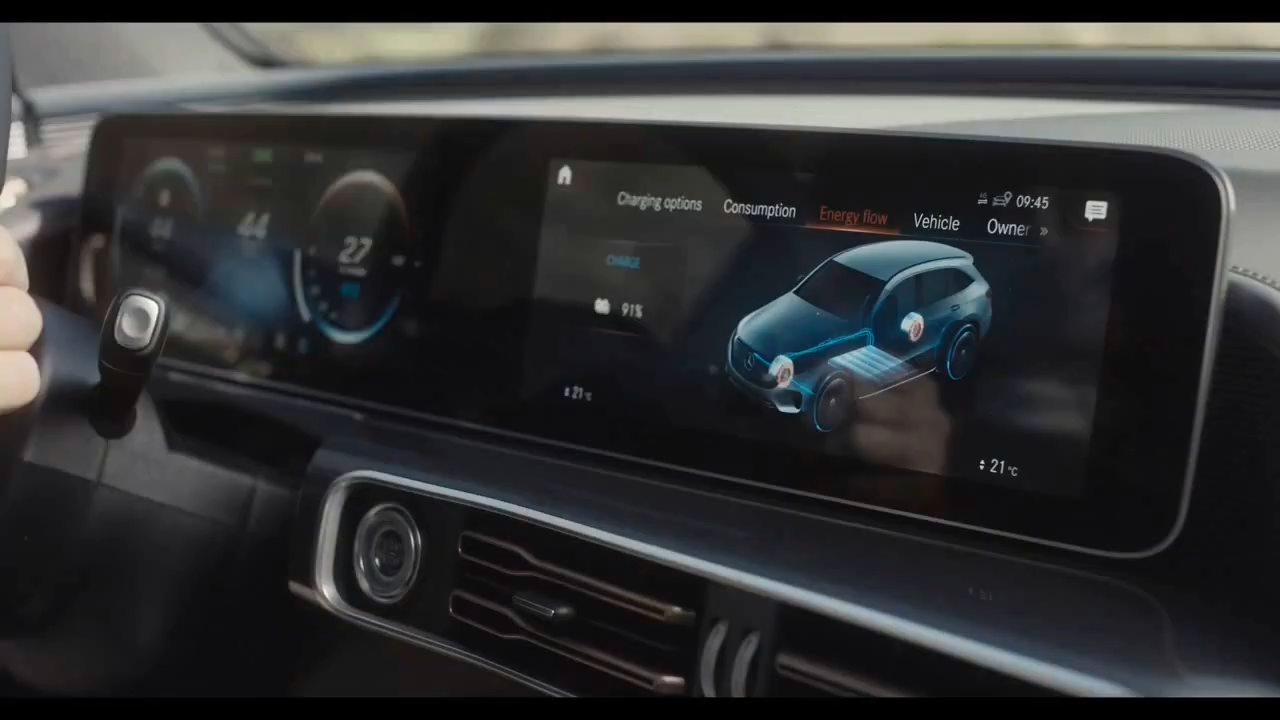 Charging options Consumption Energy flow Vehicle Owner »
09:45
CHARGE
91%
21°C
21°C
44
27